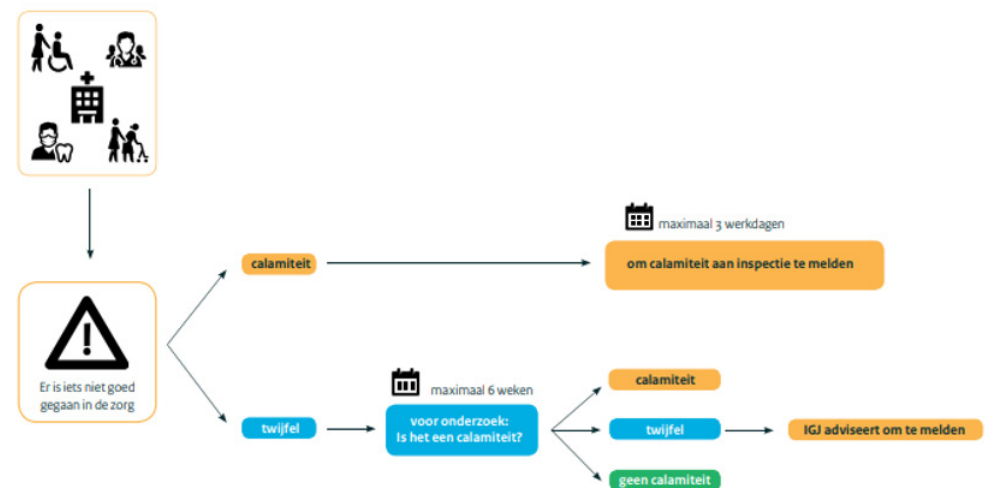 maximaal 3 werkdagen
calamiteit
om calamiteit aan inspectie te melden
Er is iets niet goed
gegaan in de zorg
maximaal 6 weken
twijfel
voor onderzoek:
Is het een calamiteit?
calamiteit
twijfel
IGJ adviseert om te melden
geen calamiteit